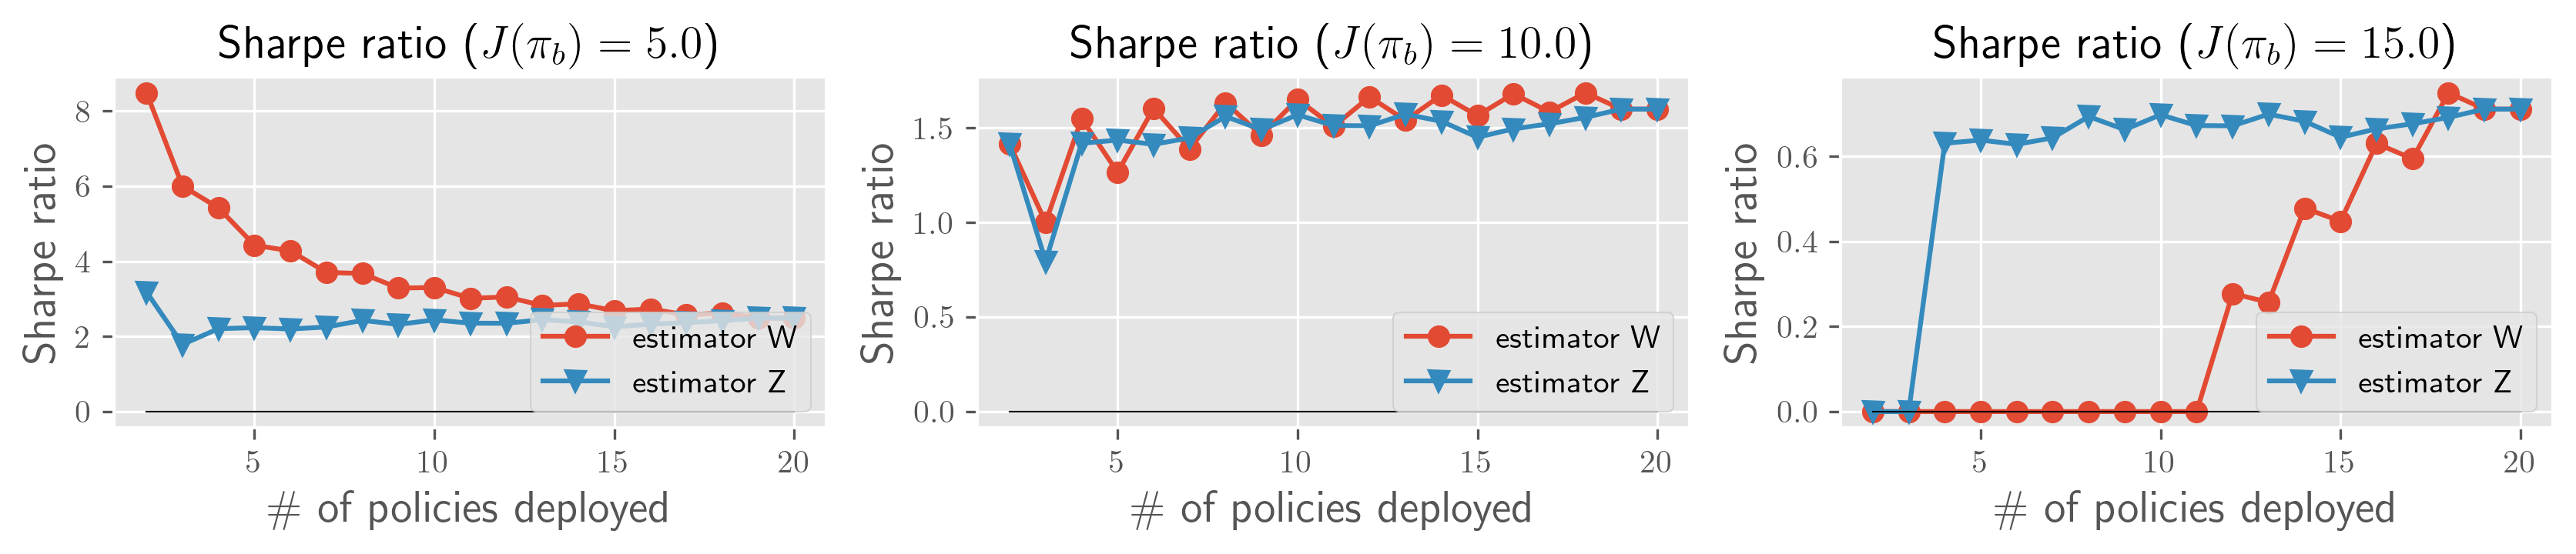 Sharpe ratio (J(π_b) = 5.0)
Sharpe ratio
8
6
4
2
0
5
10
15
20
# of policies deployed
estimator W
estimator Z
Sharpe ratio (J(π_b) = 10.0)
Sharpe ratio
1.5
1.0
0.5
0.0
5
10
15
20
# of policies deployed
estimator W
estimator Z
Sharpe ratio (J(π_b) = 15.0)
Sharpe ratio
0.6
0.4
0.2
0.0
5
10
15
20
# of policies deployed
estimator W
estimator Z